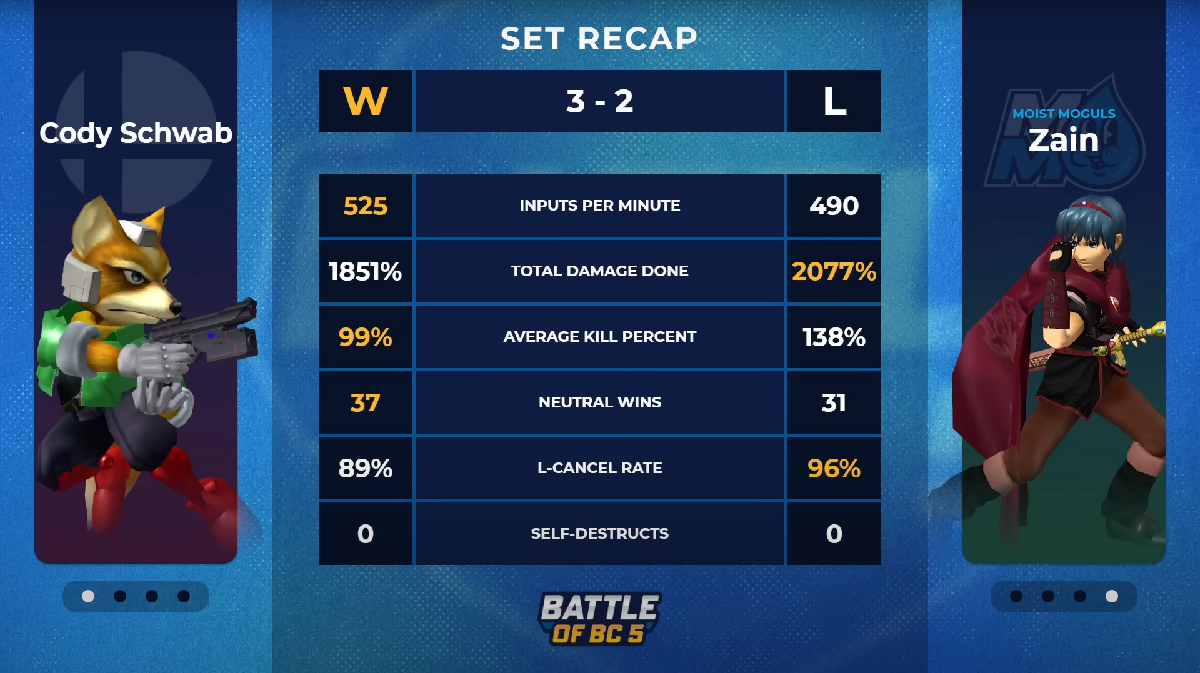 SET RECAP
W 3 - 2 L
Cody Schwab
MOIST MOGULS
Zain
525 INPUTS PER MINUTE 490
1851% TOTAL DAMAGE DONE 2077%
99% AVERAGE KILL PERCENT 138%
37 NEUTRAL WINS 31
89% L-CANCEL RATE 96%
0 SELF-DESTRUCTS 0
BATTLE
OF BC 5